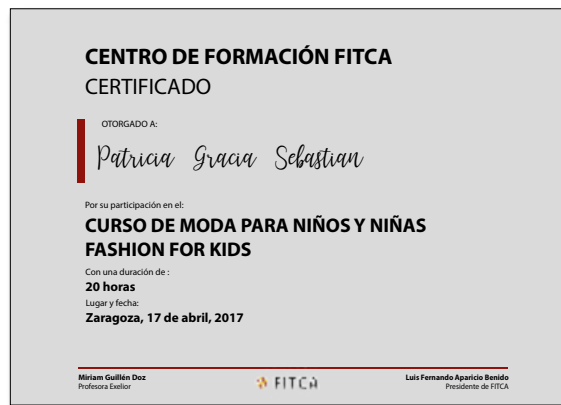 CENTRO DE FORMACIÓN FITCA
CERTIFICADO
OTORGADO A:
Patricia Gracia Sebastian
Por su participación en el:
CURSO DE MODA PARA NIÑOS Y NIÑAS
FASHION FOR KIDS
Con una duración de :
20 horas
Lugar y fecha:
Zaragoza, 17 de abril, 2017
Miriam Guillén Doz
Profesora Exelior
FITCA
Luis Fernando Aparicio Benido
Presidente de FITCA